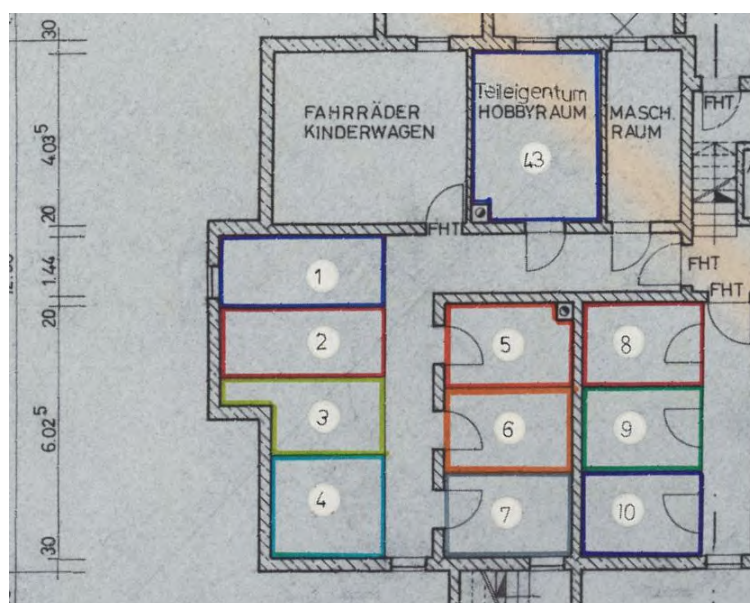 30
4.03⁵
20
1.44
20
6.02⁵
30
FAHRRÄDER
KINDERWAGEN
Teileigentum
HOBBYRAUM
43
MASCH.
RAUM
FHT
FHT
FHT
FHT
1
2
3
4
5
6
7
8
9
10